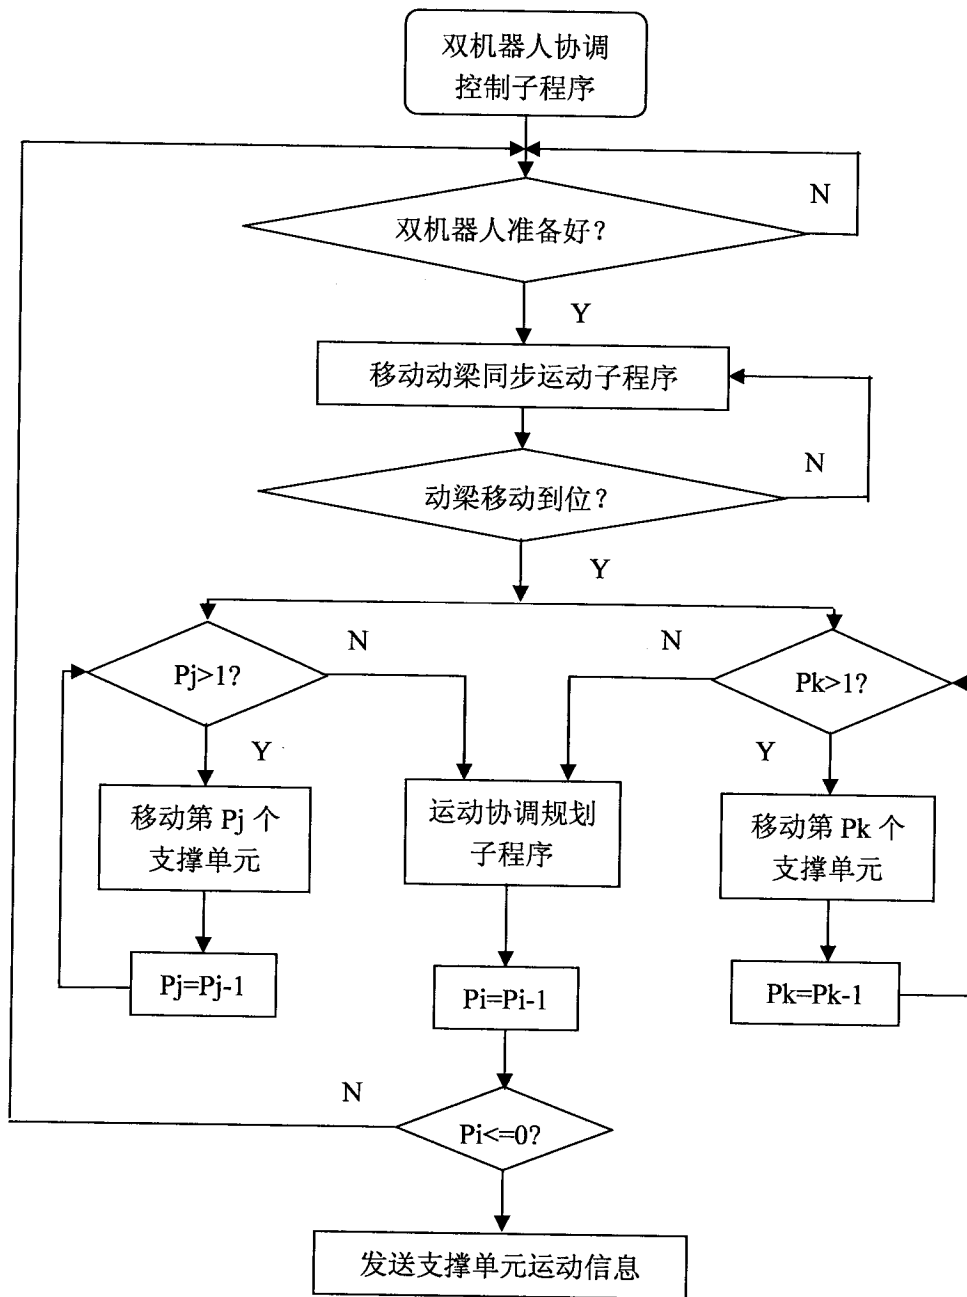 双机器人协调
控制子程序
N
双机器人准备好？
Y
移动动梁同步运动子程序
N
动梁移动到位？
Y
N
N
Pj>1?
Pk>1?
Y
Y
移动第 Pj 个
支撑单元
运动协调规划
子程序
移动第 Pk 个
支撑单元
Pj=Pj-1
Pi=Pi-1
Pk=Pk-1
N
Pi<=0?
发送支撑单元运动信息